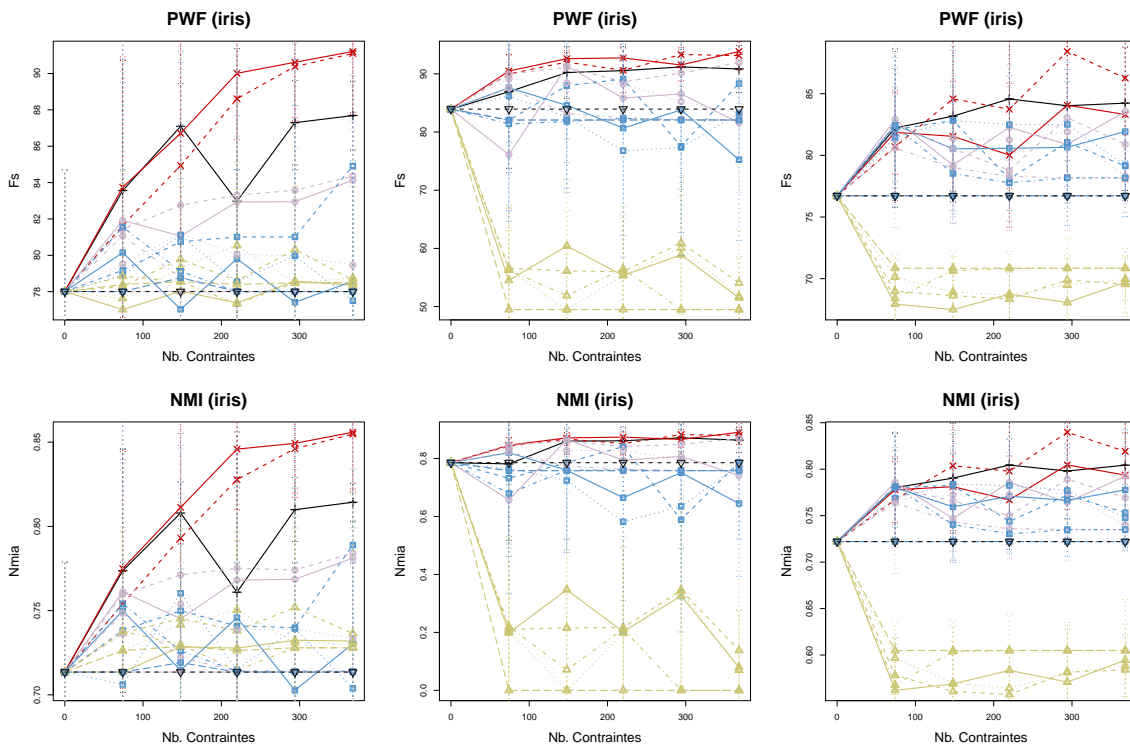 PWF (iris)
Fs
78 80 82 84 86 88 90
0 100 200 300
Nb. Contraintes
PWF (iris)
Fs
50 60 70 80 90
0 100 200 300
Nb. Contraintes
PWF (iris)
Fs
70 75 80 85
0 100 200 300
Nb. Contraintes
NMI (iris)
Nmia
0.70 0.75 0.80 0.85
0 100 200 300
Nb. Contraintes
NMI (iris)
Nmia
0.0 0.2 0.4 0.6 0.8
0 100 200 300
Nb. Contraintes
NMI (iris)
Nmia
0.60 0.65 0.70 0.75 0.80 0.85
0 100 200 300
Nb. Contraintes